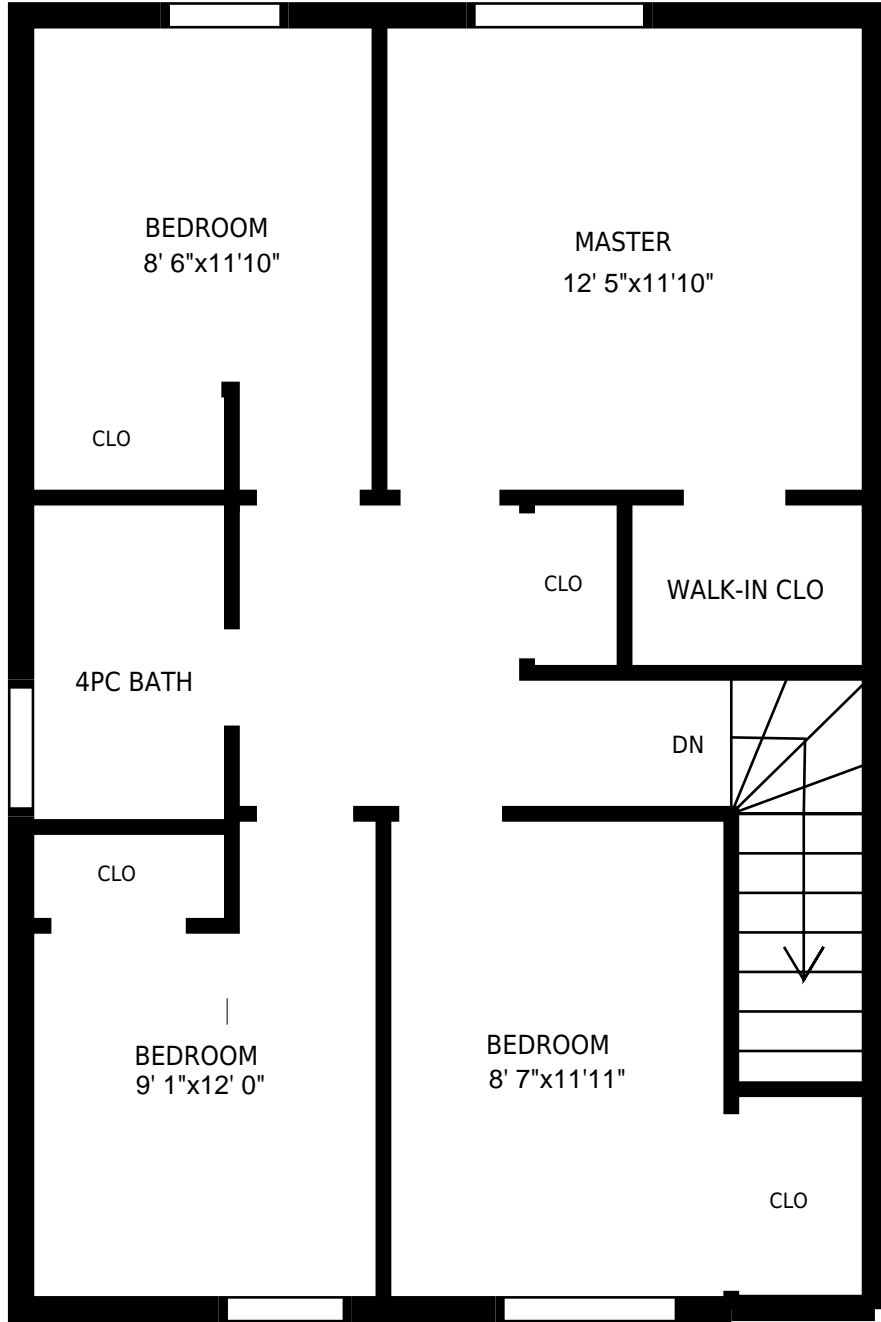 BEDROOM
8' 6"x11'10"
MASTER
12' 5"x11'10"
CLO
CLO
WALK-IN CLO
4PC BATH
DN
CLO
BEDROOM
9' 1"x12' 0"
BEDROOM
8' 7"x11'11"
CLO